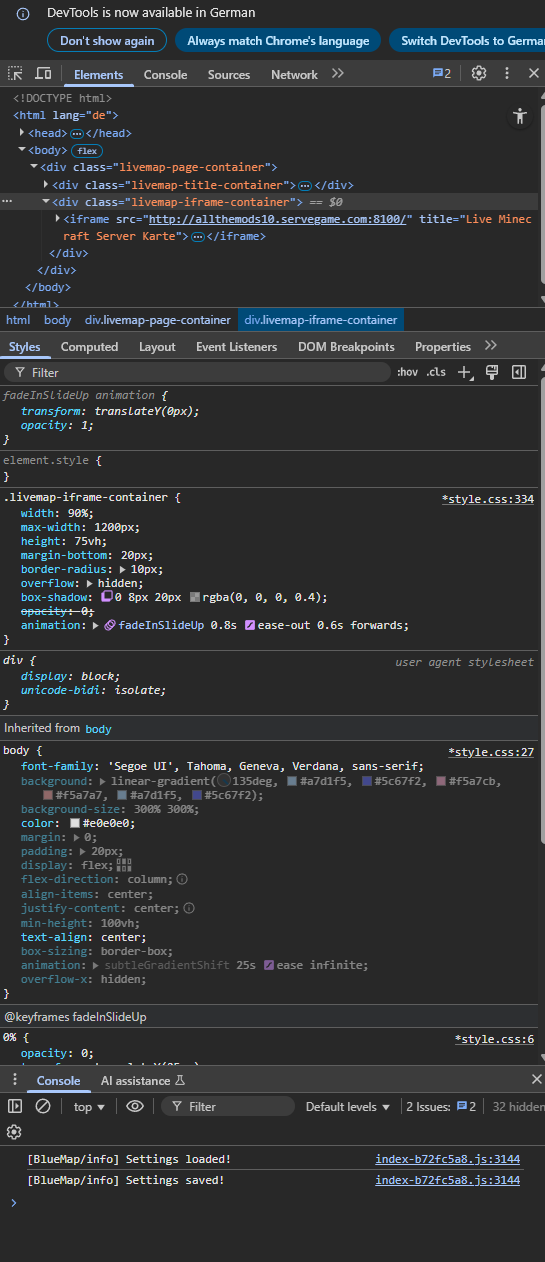 DevTools is now available in German
Don't show again Always match Chrome's language Switch DevTools to German
Elements Console Sources Network 2
<!DOCTYPE html>
<html lang="de">
<head> </head>
<body> flex
<div class="livemap-page-container">
<div class="livemap-title-container"> </div>
<div class="livemap-iframe-container"> == $0
<iframe src="http://allthemods10.servegame.com:8100/" title="Live Minec
raft Server Karte"> </iframe>
</div>
</div>
</body>
</html>
html body div.livemap-page-container div.livemap-iframe-container
Styles Computed Layout Event Listeners DOM Breakpoints Properties
Filter :hov .cls
fadeInSlideUp animation {
transform: translateY(0px);
opacity: 1;
}
element.style {
}
.livemap-iframe-container { *style.css:334
width: 90%;
max-width: 1200px;
height: 75vh;
margin-bottom: 20px;
border-radius: 10px;
overflow: hidden;
box-shadow: 0 8px 20px rgba(0, 0, 0, 0.4);
opacity: 0;
animation: fadeInSlideUp 0.8s ease-out 0.6s forwards;
}
div { user agent stylesheet
display: block;
unicode-bidi: isolate;
}
Inherited from body
body { *style.css:27
font-family: 'Segoe UI', Tahoma, Geneva, Verdana, sans-serif;
background: linear-gradient(135deg, #a7d1f5, #5c67f2, #f5a7cb,
#f5a7a7, #a7d1f5, #5c67f2);
background-size: 300% 300%;
color: #e0e0e0;
margin: 0;
padding: 20px;
display: flex;
flex-direction: column;
align-items: center;
justify-content: center;
min-height: 100vh;
text-align: center;
box-sizing: border-box;
animation: subtleGradientShift 25s ease infinite;
overflow-x: hidden;
}
@keyframes fadeInSlideUp
0% { *style.css:6
opacity: 0;
Console AI assistance
top Filter Default levels 2 Issues: 2 32 hidden
[BlueMap/info] Settings loaded! index-b72fc5a8.js:3144
[BlueMap/info] Settings saved! index-b72fc5a8.js:3144